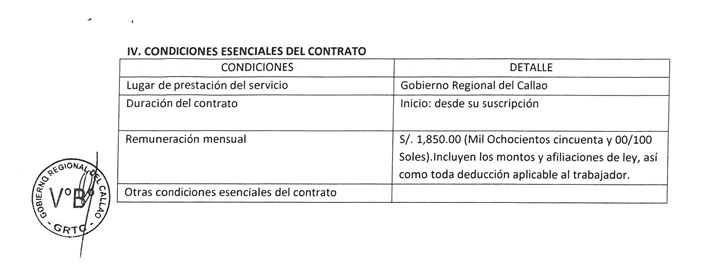 IV. CONDICIONES ESENCIALES DEL CONTRATO
CONDICIONES DETALLE
Lugar de prestación del servicio Gobierno Regional del Callao
Duración del contrato Inicio: desde su suscripción
Remuneración mensual S/. 1,850.00 (Mil Ochocientos cincuenta y 00/100
Soles).Incluyen los montos y afiliaciones de ley, así
como toda deducción aplicable al trabajador.
Otras condiciones esenciales del contrato
GOBIERNO REGIONAL DEL CALLAO
V°B°
- GRTC -